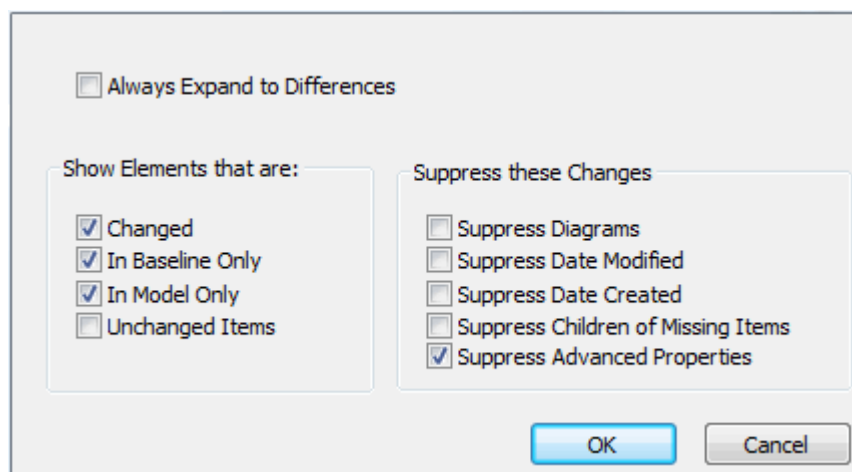 Always Expand to Differences
Show Elements that are:
Changed
In Baseline Only
In Model Only
Unchanged Items
Suppress these Changes
Suppress Diagrams
Suppress Date Modified
Suppress Date Created
Suppress Children of Missing Items
Suppress Advanced Properties
OK
Cancel